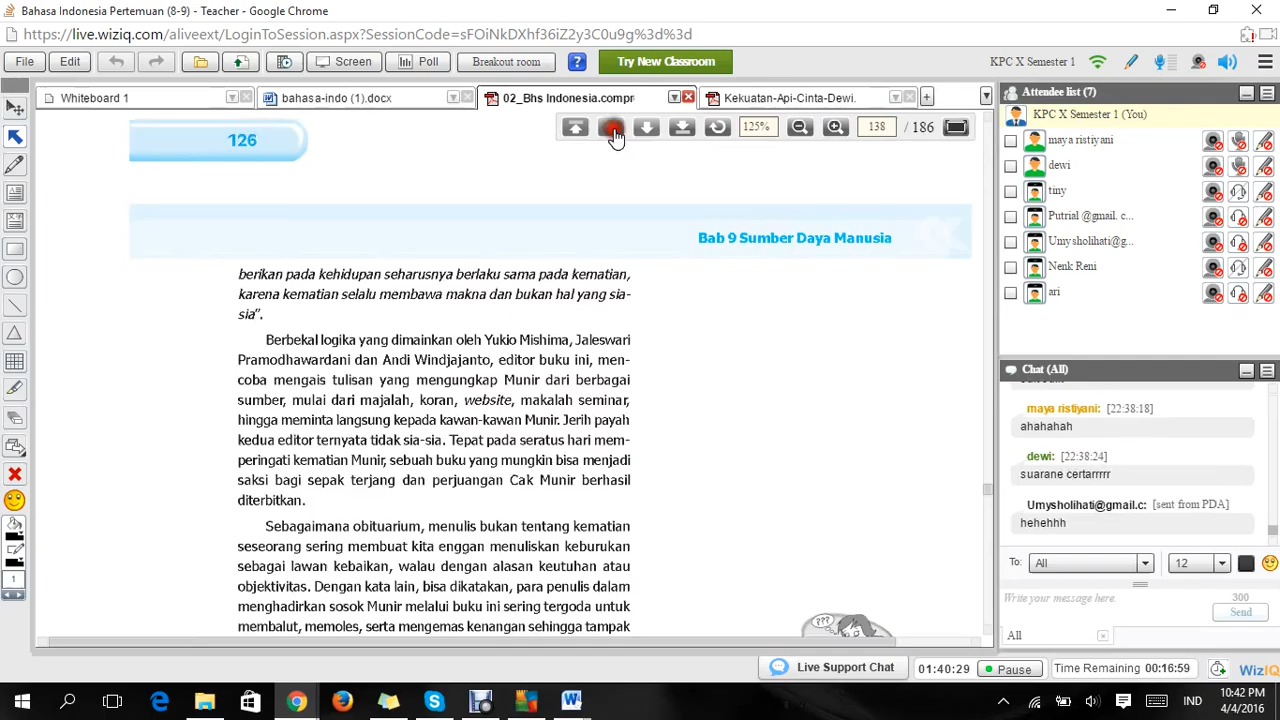 Bahasa Indonesia Pertemuan (8-9) - Teacher - Google Chrome
https://live.wiziq.com/aliveext/LoginToSession.aspx?SessionCode=sFOiNkDXhf36iZ2y3C0u9g%3d%3d
File Edit Screen Poll Breakout room ? Try New Classroom KPC X Semester 1
Whiteboard 1 bahasa-indo (1).docx 02_Bhs Indonesia.compr Kekuatan-Api-Cinta-Dewi. +
125% 138 / 186
126
Bab 9 Sumber Daya Manusia
berikan pada kehidupan seharusnya berlaku sama pada kematian,
karena kematian selalu membawa makna dan bukan hal yang sia-
sia".
Berbekal logika yang dimainkan oleh Yukio Mishima, Jaleswari
Pramodhawardani dan Andi Windjajanto, editor buku ini, men-
coba mengais tulisan yang mengungkap Munir dari berbagai
sumber, mulai dari majalah, koran, website, makalah seminar,
hingga meminta langsung kepada kawan-kawan Munir. Jerih payah
kedua editor ternyata tidak sia-sia. Tepat pada seratus hari mem-
peringati kematian Munir, sebuah buku yang mungkin bisa menjadi
saksi bagi sepak terjang dan perjuangan Cak Munir berhasil
diterbitkan.
Sebagaimana obituarium, menulis bukan tentang kematian
seseorang sering membuat kita enggan menuliskan keburukan
sebagai lawan kebaikan, walau dengan alasan keutuhan atau
objektivitas. Dengan kata lain, bisa dikatakan, para penulis dalam
menghadirkan sosok Munir melalui buku ini sering tergoda untuk
membalut, memoles, serta mengemas kenangan sehingga tampak
???
1
Attendee list (7)
KPC X Semester 1 (You)
maya ristiyani
dewi
tiny
Putrial @gmail. c...
Umysholihati@g...
Nenk Reni
ari
Chat (All)
maya ristiyani: [22:38:18]
ahahahah
dewi: [22:38:24]
suarane certarrrrr
Umysholihati@gmail.c: [sent from PDA]
hehehhh
To: All 12
Write your message here. 300
Send
All
Live Support Chat 01:40:29 Pause Time Remaining 00:16:59 WizIQ
IND 10:42 PM
4/4/2016